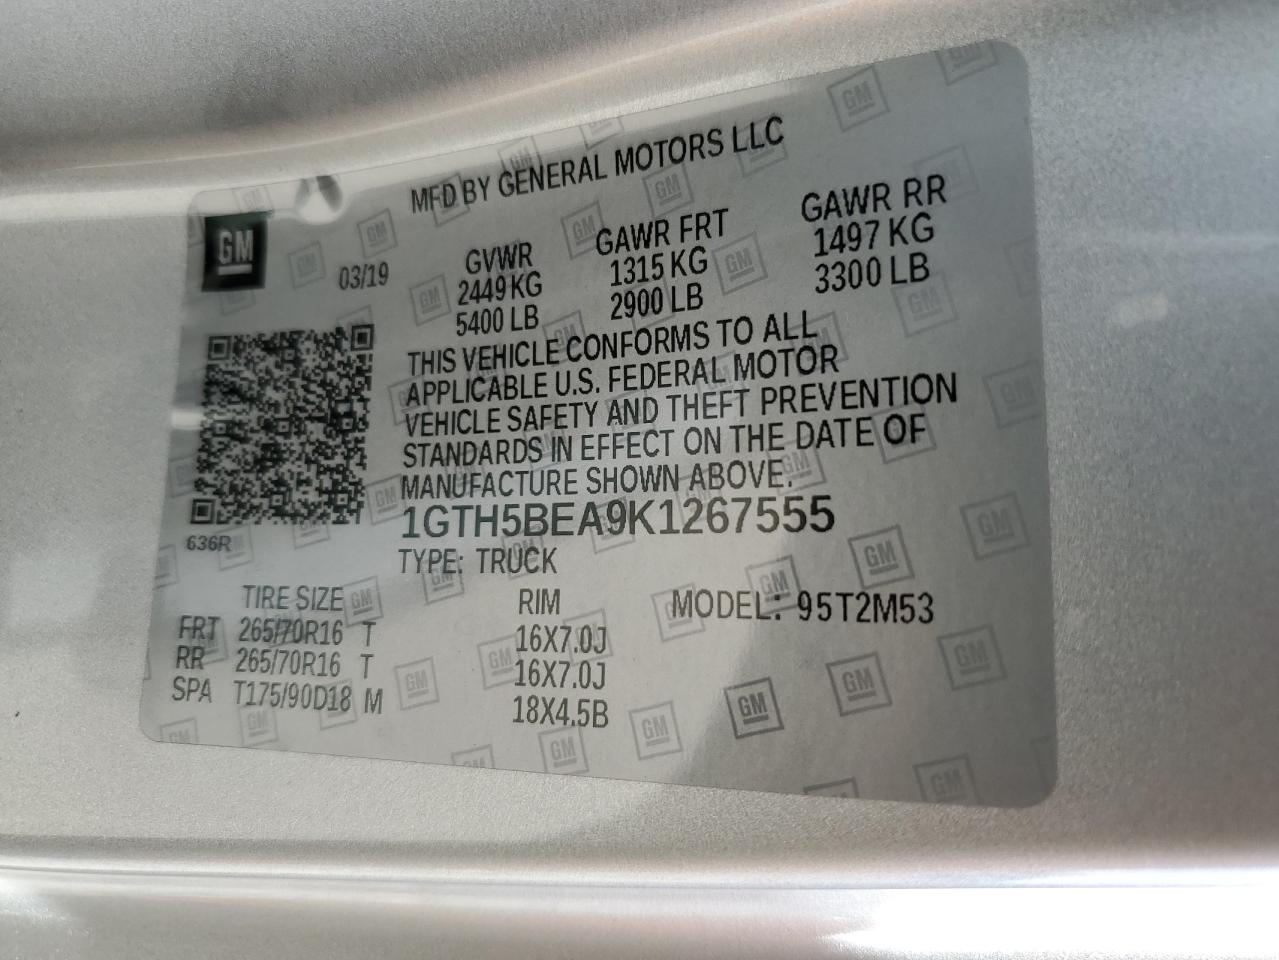 MFD BY GENERAL MOTORS LLC
GM
03/19
GVWR GAWR FRT GAWR RR
2449 KG 1315 KG 1497 KG
5400 LB 2900 LB 3300 LB
THIS VEHICLE CONFORMS TO ALL
APPLICABLE U.S. FEDERAL MOTOR
VEHICLE SAFETY AND THEFT PREVENTION
STANDARDS IN EFFECT ON THE DATE OF
MANUFACTURE SHOWN ABOVE.
1GTH5BEA9K1267555
636R
TYPE: TRUCK
TIRE SIZE RIM MODEL: 95T2M53
FRT 265/70R16 T 16X7.0J
RR 265/70R16 T 16X7.0J
SPA T175/90D18 M 18X4.5B